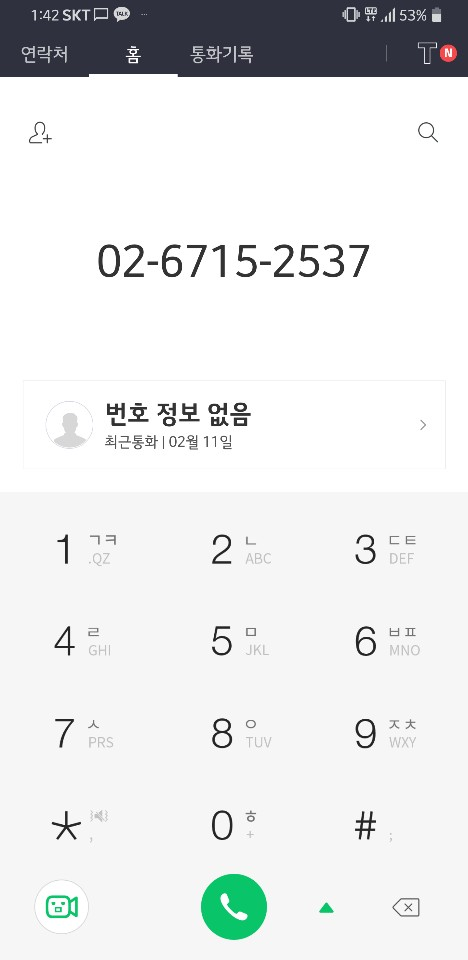 1:42 SKT TALK ... LTE 53%
연락처 홈 통화기록 T N
02-6715-2537
번호 정보 없음
최근통화 | 02월 11일
1 ㄱㅋ .QZ 2 ㄴ ABC 3 ㄷㅌ DEF
4 ㄹ GHI 5 ㅁ JKL 6 ㅂㅍ MNO
7 ㅅ PRS 8 ㅇ TUV 9 ㅈㅊ WXY
* , 0 ㅎ + # ;